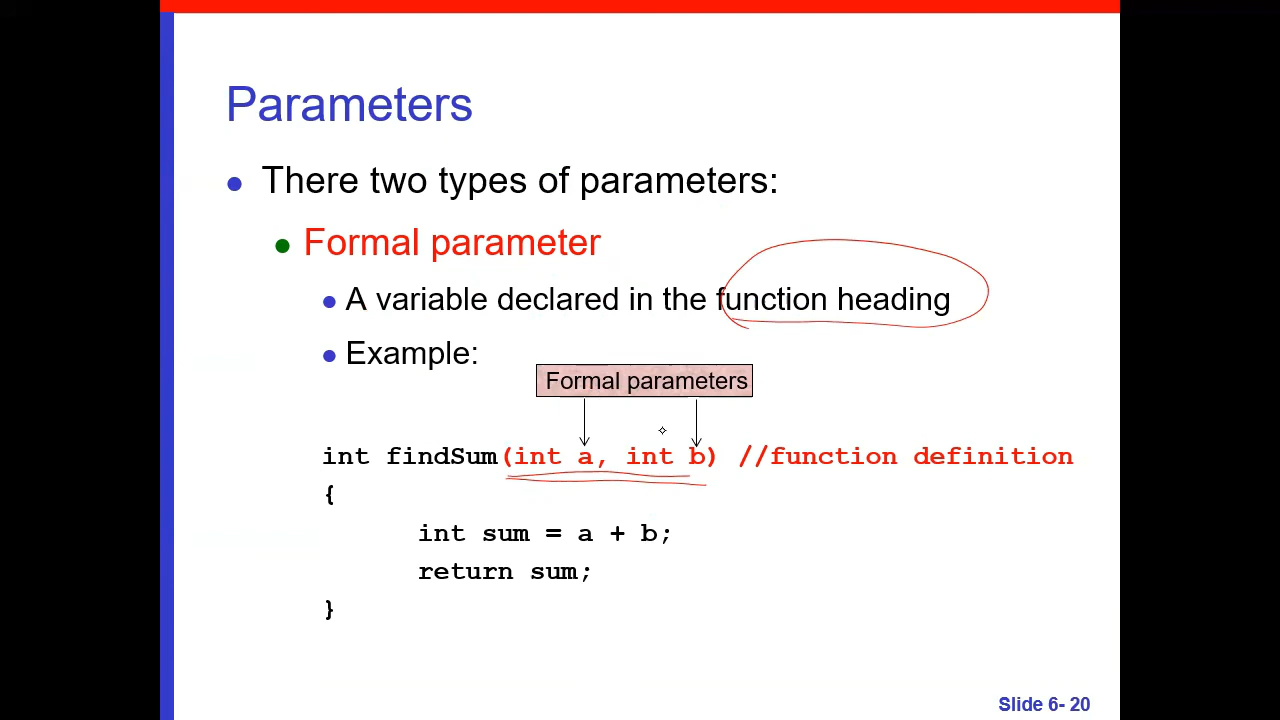 Parameters
There two types of parameters:
Formal parameter
A variable declared in the function heading
Example:
Formal parameters
int findSum(int a, int b) //function definition
{
int sum = a + b;
return sum;
}
Slide 6- 20